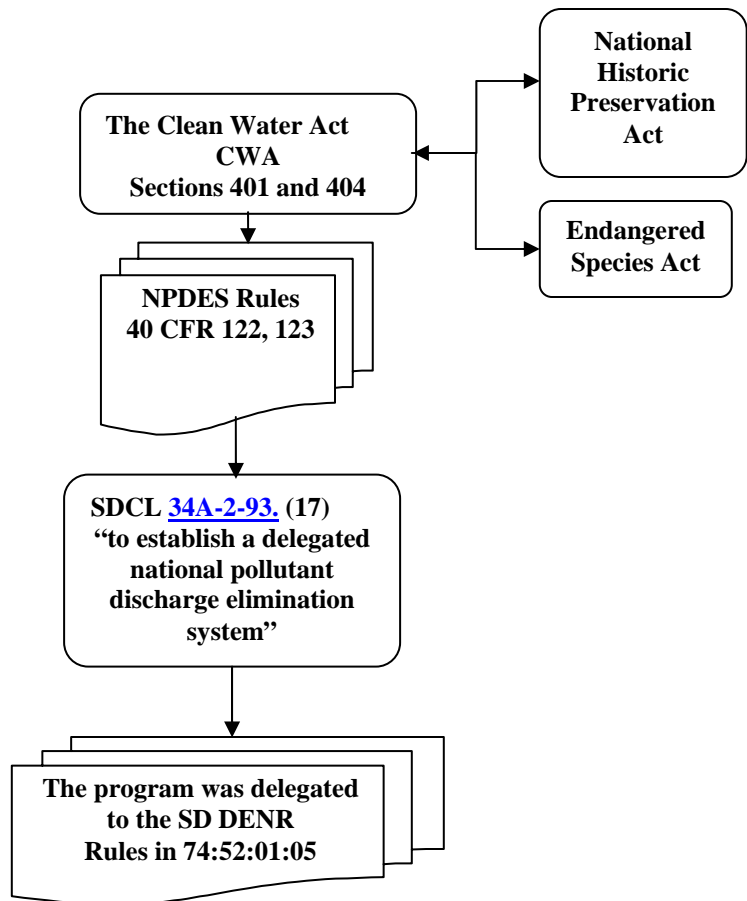 National
Historic
Preservation
Act
The Clean Water Act
CWA
Sections 401 and 404
Endangered
Species Act
NPDES Rules
40 CFR 122, 123
SDCL 34A-2-93. (17)
“to establish a delegated
national pollutant
discharge elimination
system”
The program was delegated
to the SD DENR
Rules in 74:52:01:05